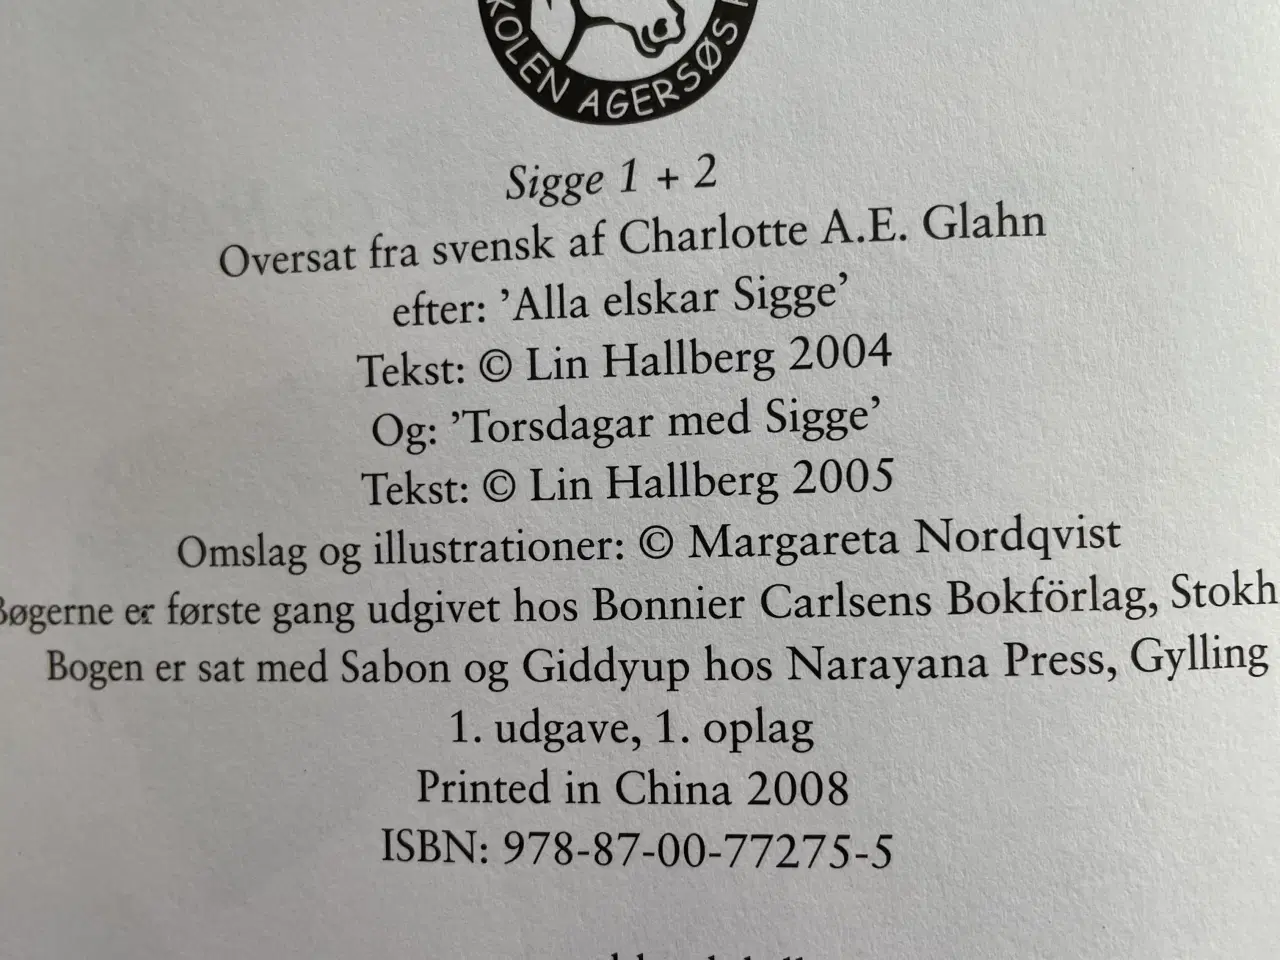 KOLEN AGERSØS
Sigge 1 + 2
Oversat fra svensk af Charlotte A.E. Glahn
efter: ’Alla elskar Sigge’
Tekst: © Lin Hallberg 2004
Og: ’Torsdagar med Sigge’
Tekst: © Lin Hallberg 2005
Omslag og illustrationer: © Margareta Nordqvist
Bøgerne er første gang udgivet hos Bonnier Carlsens Bokförlag, Stokh
Bogen er sat med Sabon og Giddyup hos Narayana Press, Gylling
1. udgave, 1. oplag
Printed in China 2008
ISBN: 978-87-00-77275-5